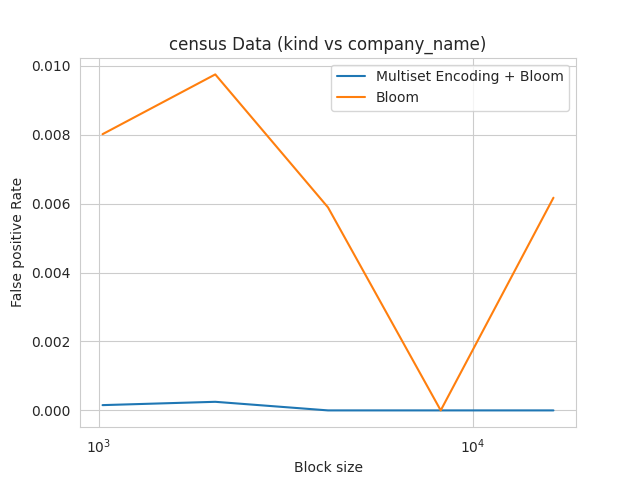 census Data (kind vs company_name)
Multiset Encoding + Bloom
Bloom
False positive Rate
0.010
0.008
0.006
0.004
0.002
0.000
10³
10⁴
Block size